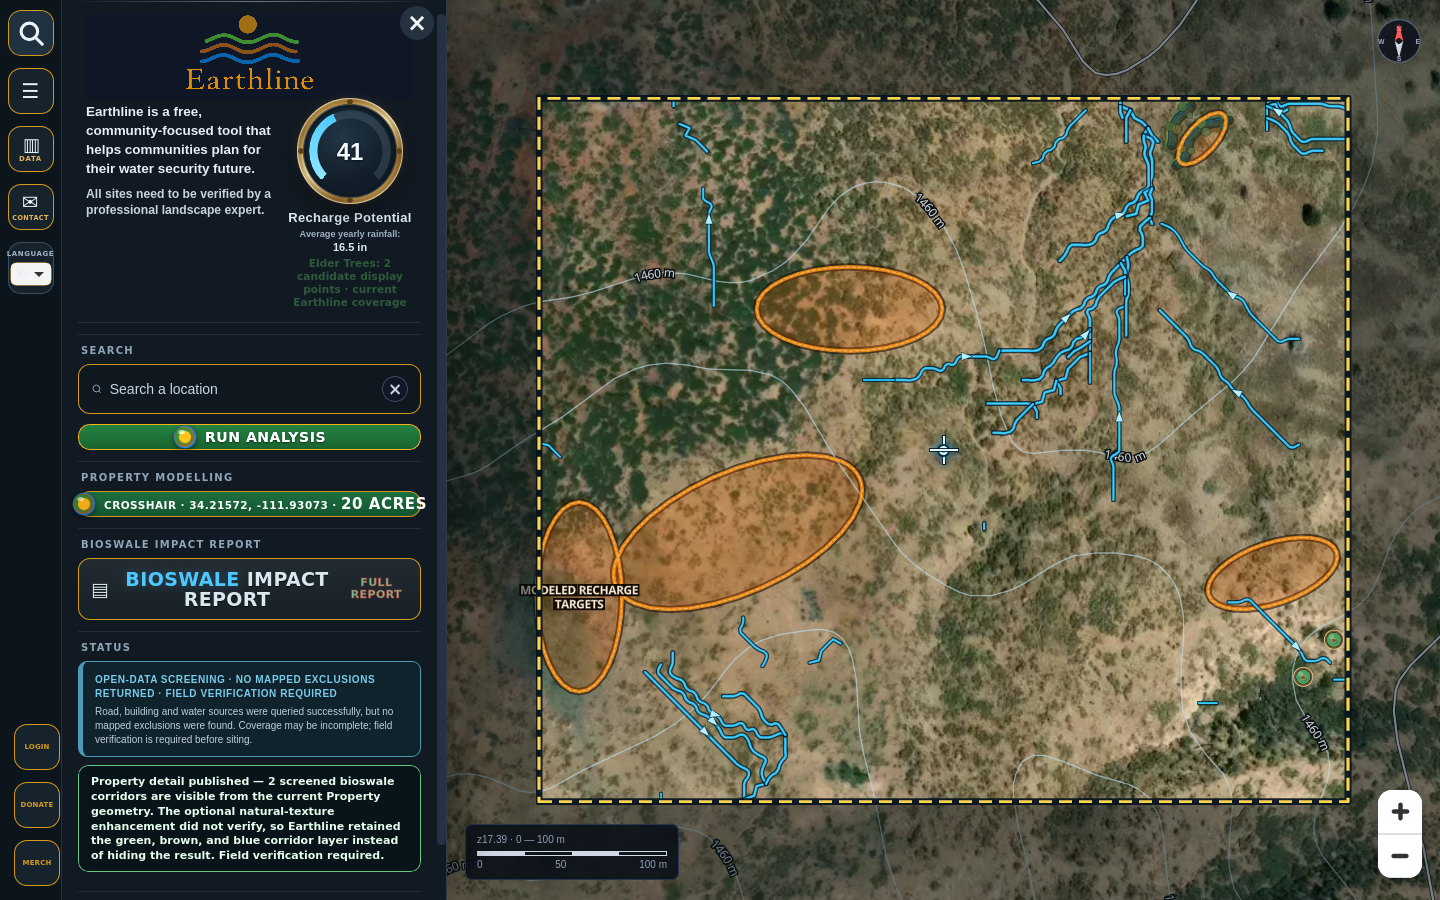 DATA
CONTACT
LANGUAGE
LOGIN
DONATE
MERCH
Earthline
Earthline is a free,
community-focused tool that
helps communities plan for
their water security future.
All sites need to be verified by a
professional landscape expert.
41
Recharge Potential
Average yearly rainfall:
16.5 in
Elder Trees: 2
candidate display
points · current
Earthline coverage
SEARCH
Search a location
RUN ANALYSIS
PROPERTY MODELLING
CROSSHAIR · 34.21572, -111.93073 · 20 ACRES
BIOSWALE IMPACT REPORT
BIOSWALE IMPACT
REPORT
FULL
REPORT
STATUS
OPEN-DATA SCREENING · NO MAPPED EXCLUSIONS
RETURNED · FIELD VERIFICATION REQUIRED
Road, building and water sources were queried successfully, but no
mapped exclusions were found. Coverage may be incomplete; field
verification is required before siting.
Property detail published — 2 screened bioswale
corridors are visible from the current Property
geometry. The optional natural-texture
enhancement did not verify, so Earthline retained
the green, brown, and blue corridor layer instead
of hiding the result. Field verification required.
N
W
E
S
1460 m
1460 m
1460 m
MODELED RECHARGE
TARGETS
1460 m
1460 m
z17.39 · 0 — 100 m
0
50
100 m